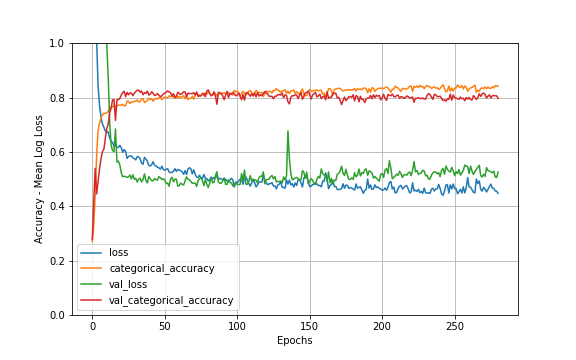 1.0
0.8
0.6
0.4
0.2
0.0
Accuracy - Mean Log Loss
loss
categorical_accuracy
val_loss
val_categorical_accuracy
0 50 100 150 200 250
Epochs